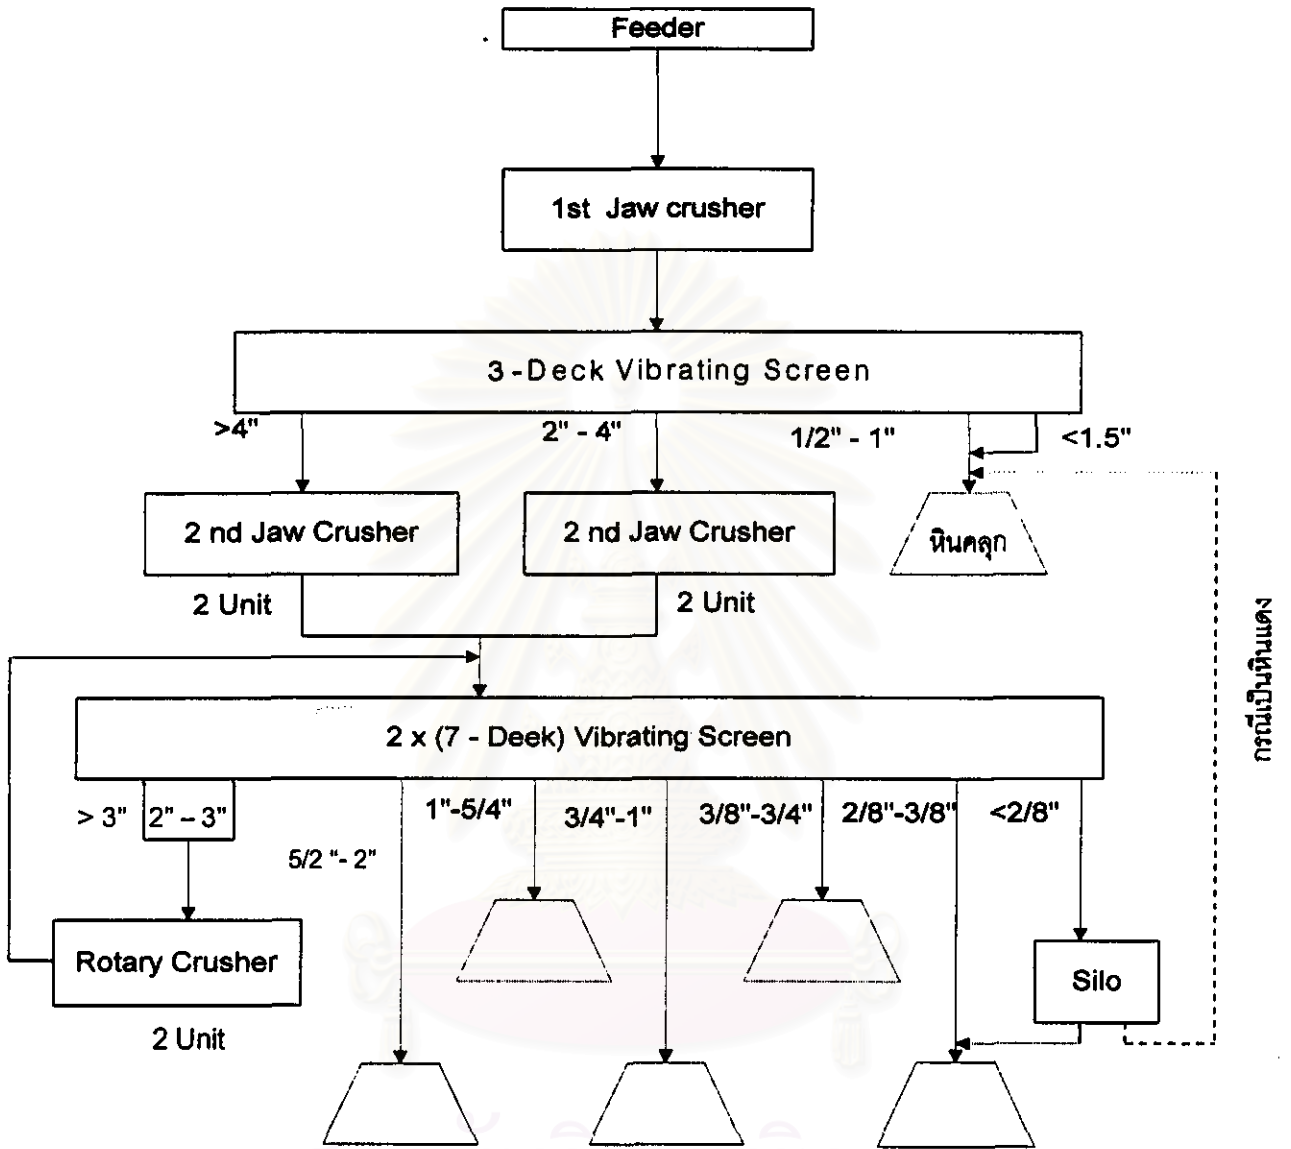 Feeder
1st Jaw crusher
3 -Deck Vibrating Screen
>4"
2" - 4"
1/2" - 1"
<1.5"
2 nd Jaw Crusher
2 nd Jaw Crusher
หินคลุก
2 Unit
2 Unit
กรณีเป็นหินแดง
2 x (7 - Deek) Vibrating Screen
> 3"
2" – 3"
5/2 "- 2"
1"-5/4"
3/4"-1"
3/8"-3/4"
2/8"-3/8"
<2/8"
Rotary Crusher
Silo
2 Unit